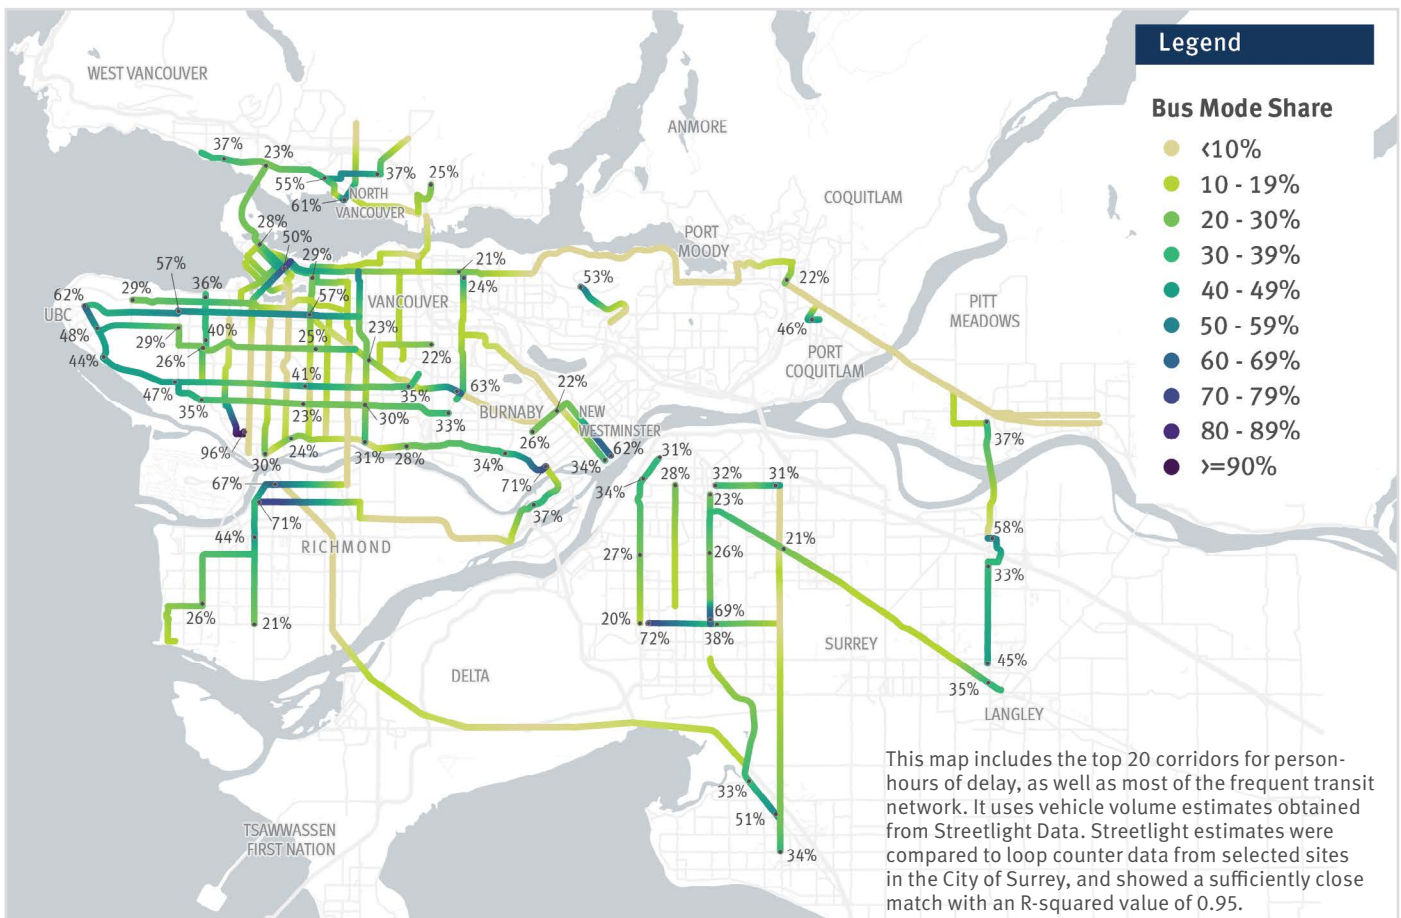 Legend
Bus Mode Share
<10%
10 - 19%
20 - 30%
30 - 39%
40 - 49%
50 - 59%
60 - 69%
70 - 79%
80 - 89%
>=90%
WEST VANCOUVER
ANMORE
37%
23%
55%
37%
25%
61%
NORTH
VANCOUVER
COQUITLAM
28%
50%
29%
PORT
MOODY
57%
36%
21%
24%
53%
22%
62%
29%
57%
VANCOUVER
UBC
PITT
MEADOWS
48%
29%
40%
26%
25%
23%
22%
46%
44%
PORT
COQUITLAM
47%
41%
35%
63%
22%
35%
23%
30%
33%
BURNABY
NEW
WESTMINSTER
26%
37%
96%
30%
24%
31%
28%
34%
62%
34%
31%
67%
71%
34%
28%
32%
31%
23%
71%
37%
44%
RICHMOND
58%
27%
26%
21%
33%
26%
21%
20%
72%
69%
38%
SURREY
45%
DELTA
35%
LANGLEY
33%
51%
34%
TSAWWASSEN
FIRST NATION
This map includes the top 20 corridors for person-
hours of delay, as well as most of the frequent transit
network. It uses vehicle volume estimates obtained
from Streetlight Data. Streetlight estimates were
compared to loop counter data from selected sites
in the City of Surrey, and showed a sufficiently close
match with an R-squared value of 0.95.